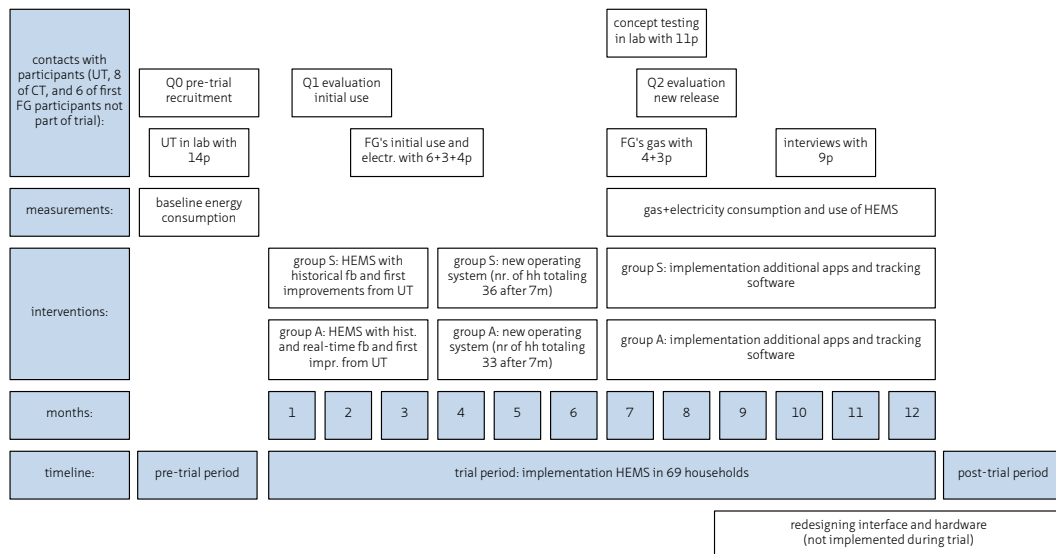 contacts with
participants (UT, 8
of CT, and 6 of first
FG participants not
part of trial):
concept testing
in lab with 11p
Q0 pre-trial
recruitment
Q1 evaluation
initial use
Q2 evaluation
new release
UT in lab with
14p
FG's initial use and
electr. with 6+3+4p
FG's gas with
4+3p
interviews with
9p
measurements:
baseline energy
consumption
gas+electricity consumption and use of HEMS
interventions:
group S: HEMS with
historical fb and first
improvements from UT
group S: new operating
system (nr. of hh totaling
36 after 7m)
group S: implementation additional apps and tracking
software
group A: HEMS with hist.
and real-time fb and first
impr. from UT
group A: new operating
system (nr of hh totaling
33 after 7m)
group A: implementation additional apps and tracking
software
months:
1
2
3
4
5
6
7
8
9
10
11
12
timeline:
pre-trial period
trial period: implementation HEMS in 69 households
post-trial period
redesigning interface and hardware
(not implemented during trial)